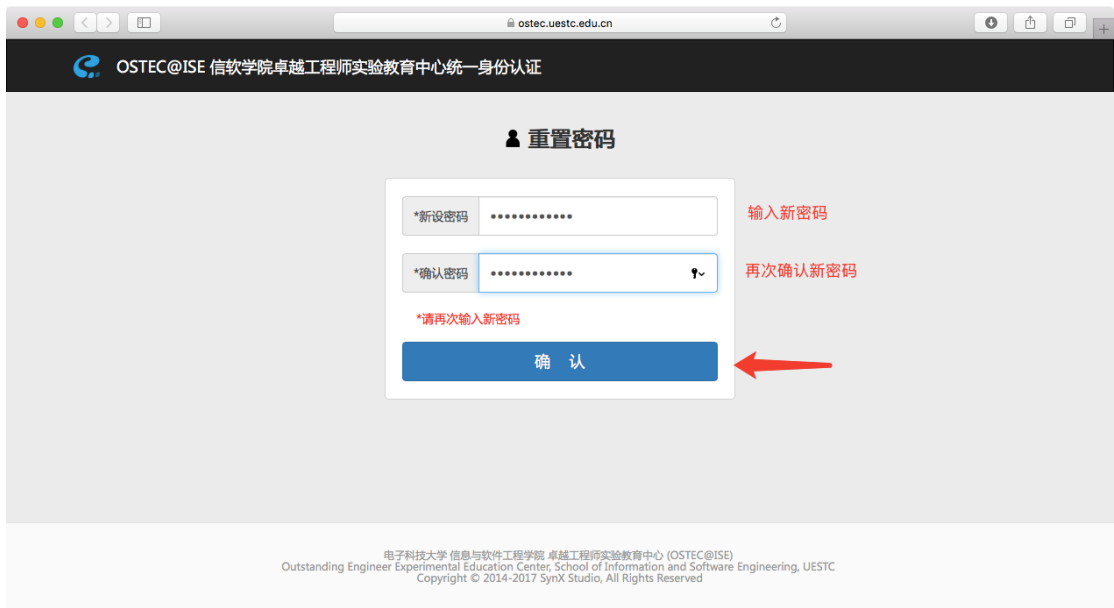 ostec.uestc.edu.cn
OSTEC@ISE 信软学院卓越工程师实验教育中心统一身份认证
重置密码
*新设密码 ••••••••••••
输入新密码
*确认密码 ••••••••••••
再次确认新密码
*请再次输入新密码
确 认
电子科技大学 信息与软件工程学院 卓越工程师实验教育中心 (OSTEC@ISE)
Outstanding Engineer Experimental Education Center, School of Information and Software Engineering, UESTC
Copyright © 2014-2017 SynX Studio, All Rights Reserved